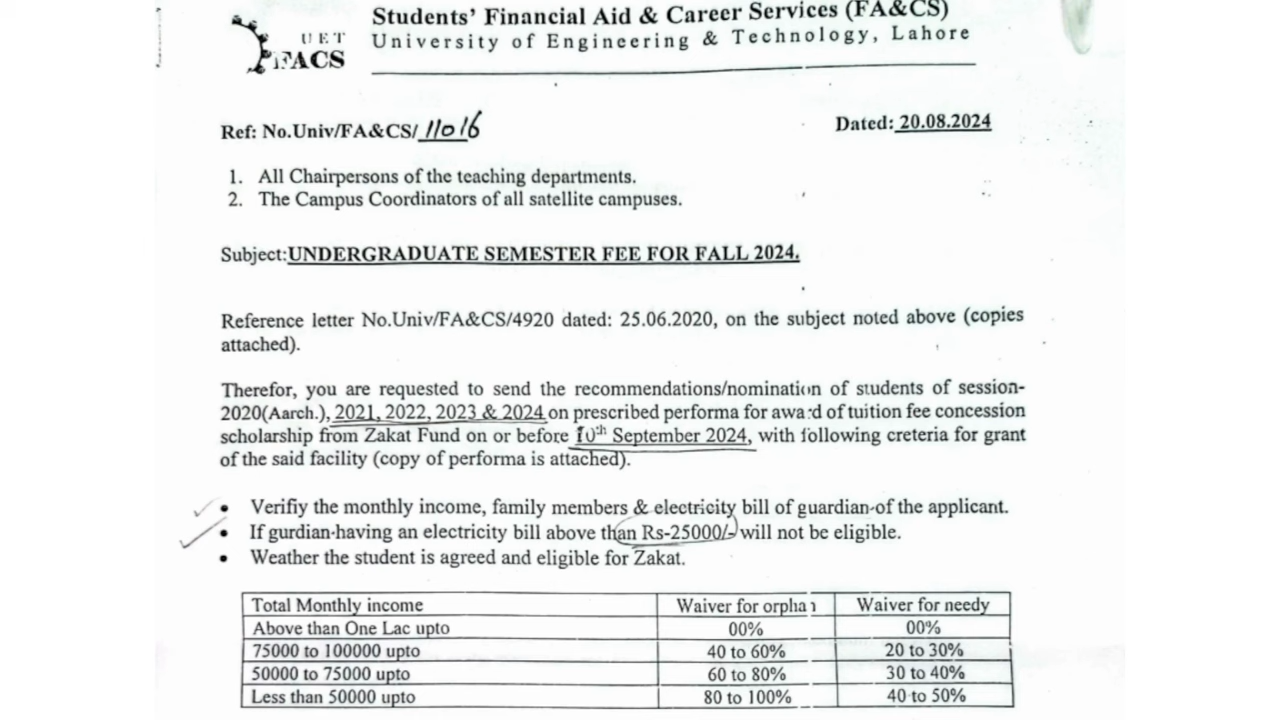 Students' Financial Aid & Career Services (FA&CS)
UET
FACS
University of Engineering & Technology, Lahore
Ref: No.Univ/FA&CS/ 11016
Dated: 20.08.2024
1. All Chairpersons of the teaching departments.
2. The Campus Coordinators of all satellite campuses.
Subject:UNDERGRADUATE SEMESTER FEE FOR FALL 2024.
Reference letter No.Univ/FA&CS/4920 dated: 25.06.2020, on the subject noted above (copies
attached).
Therefor, you are requested to send the recommendations/nomination of students of session-
2020(Aarch.), 2021, 2022, 2023 & 2024 on prescribed performa for award of tuition fee concession
scholarship from Zakat Fund on or before 10th September 2024, with following creteria for grant
of the said facility (copy of performa is attached).
• Verifiy the monthly income, family members & electricity bill of guardian-of the applicant.
• If gurdian-having an electricity bill above than Rs-25000/- will not be eligible.
• Weather the student is agreed and eligible for Zakat.
Total Monthly income Waiver for orphan Waiver for needy
Above than One Lac upto 00% 00%
75000 to 100000 upto 40 to 60% 20 to 30%
50000 to 75000 upto 60 to 80% 30 to 40%
Less than 50000 upto 80 to 100% 40 to 50%